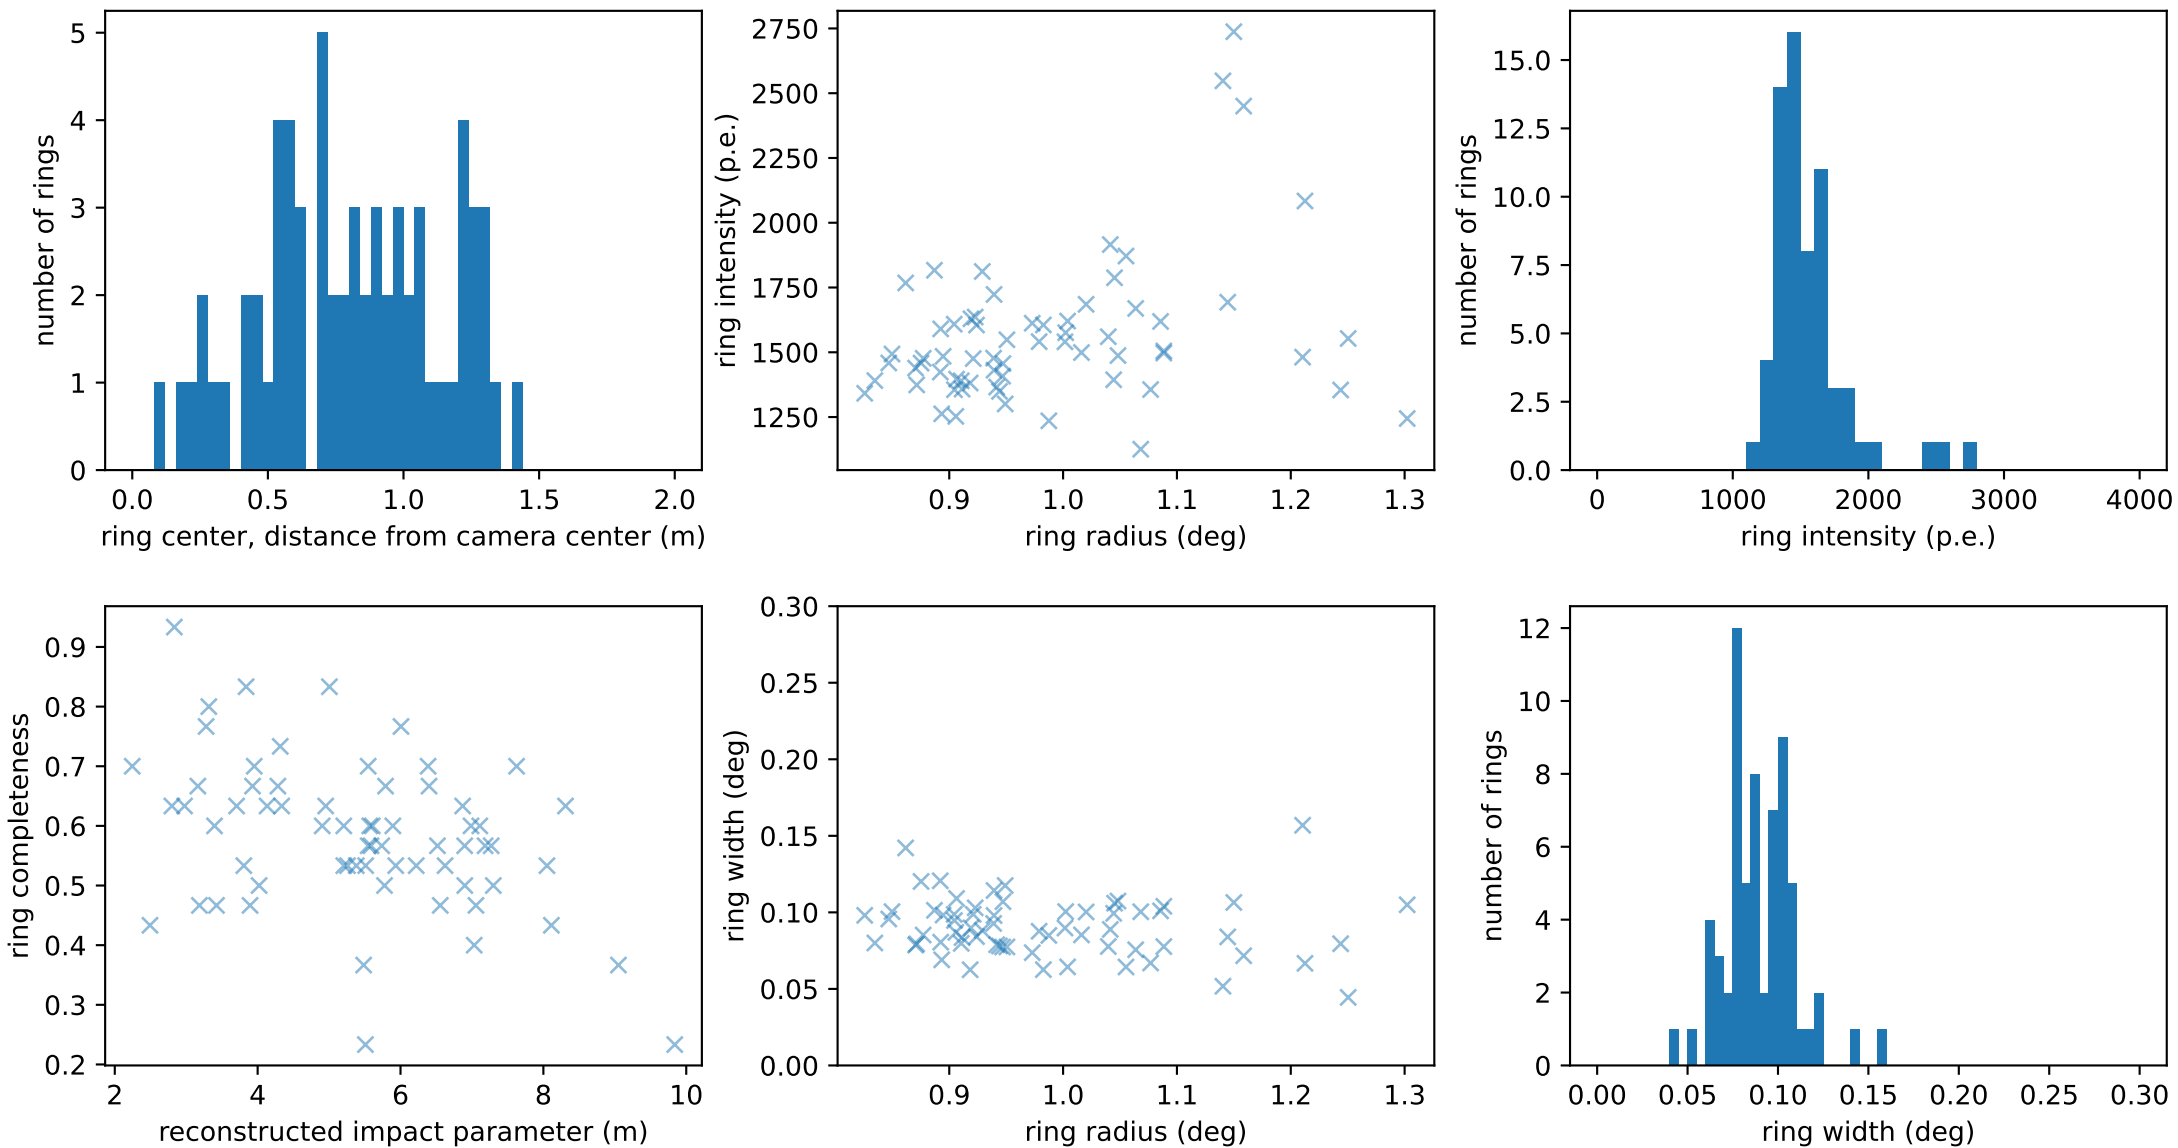 5
4
3
2
1
0
number of rings
0.0 0.5 1.0 1.5 2.0
ring center, distance from camera center (m)
2750
2500
2250
2000
1750
1500
1250
ring intensity (p.e.)
0.9 1.0 1.1 1.2 1.3
ring radius (deg)
15.0
12.5
10.0
7.5
5.0
2.5
0.0
number of rings
0 1000 2000 3000 4000
ring intensity (p.e.)
0.9
0.8
0.7
0.6
0.5
0.4
0.3
0.2
ring completeness
2 4 6 8 10
reconstructed impact parameter (m)
0.30
0.25
0.20
0.15
0.10
0.05
0.00
ring width (deg)
0.9 1.0 1.1 1.2 1.3
ring radius (deg)
12
10
8
6
4
2
0
number of rings
0.00 0.05 0.10 0.15 0.20 0.25 0.30
ring width (deg)